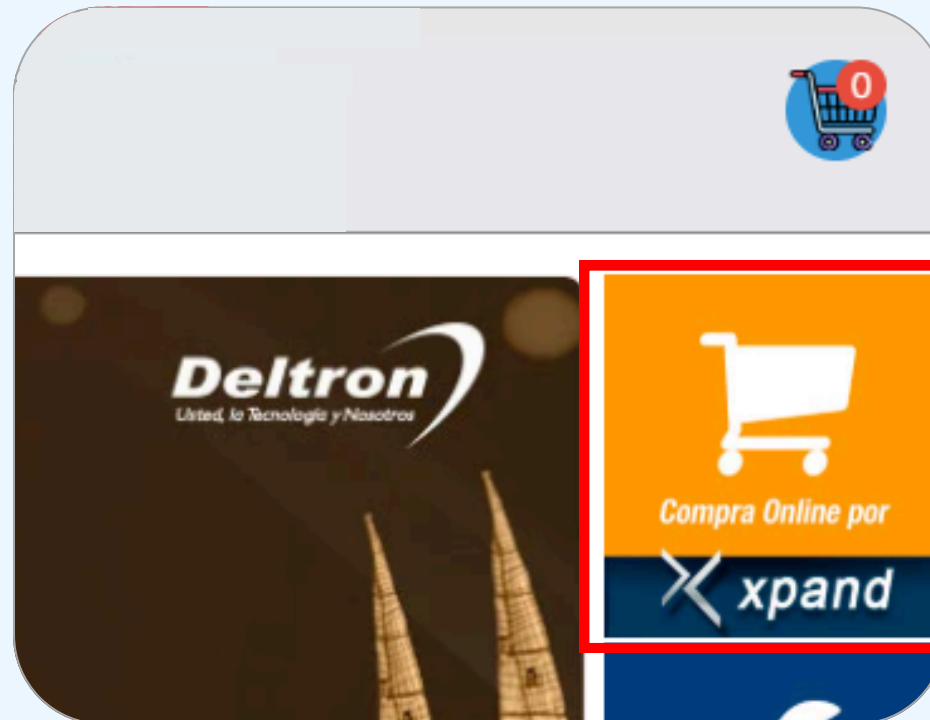 0
Deltron
Usted, la Tecnología y Nosotros
Compra Online por
xpand